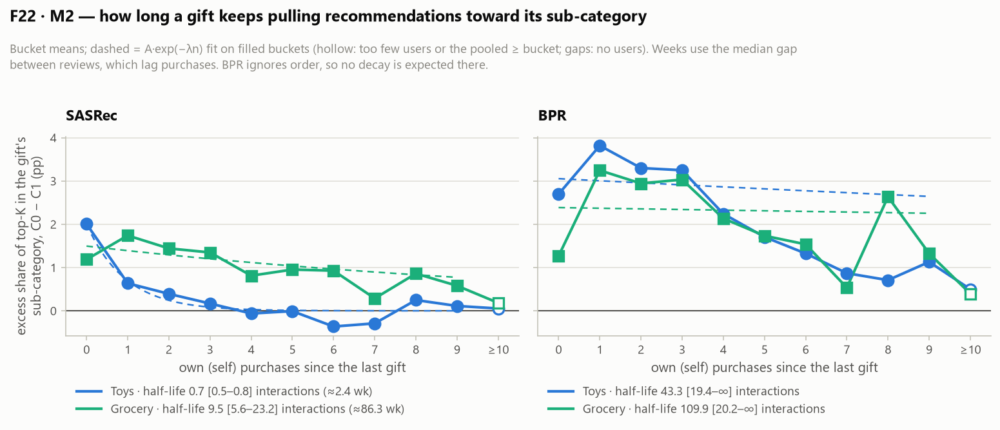 F22 · M2 — how long a gift keeps pulling recommendations toward its sub-category
Bucket means; dashed = A·exp(−λn) fit on filled buckets (hollow: too few users or the pooled ≥ bucket; gaps: no users). Weeks use the median gap
between reviews, which lag purchases. BPR ignores order, so no decay is expected there.
SASRec
excess share of top-K in the gift's
sub-category, C0 − C1 (pp)
4
3
2
1
0
0 1 2 3 4 5 6 7 8 9 ≥10
own (self) purchases since the last gift
Toys · half-life 0.7 [0.5–0.8] interactions (≈2.4 wk)
Grocery · half-life 9.5 [5.6–23.2] interactions (≈86.3 wk)
BPR
0 1 2 3 4 5 6 7 8 9 ≥10
own (self) purchases since the last gift
Toys · half-life 43.3 [19.4–∞] interactions
Grocery · half-life 109.9 [20.2–∞] interactions